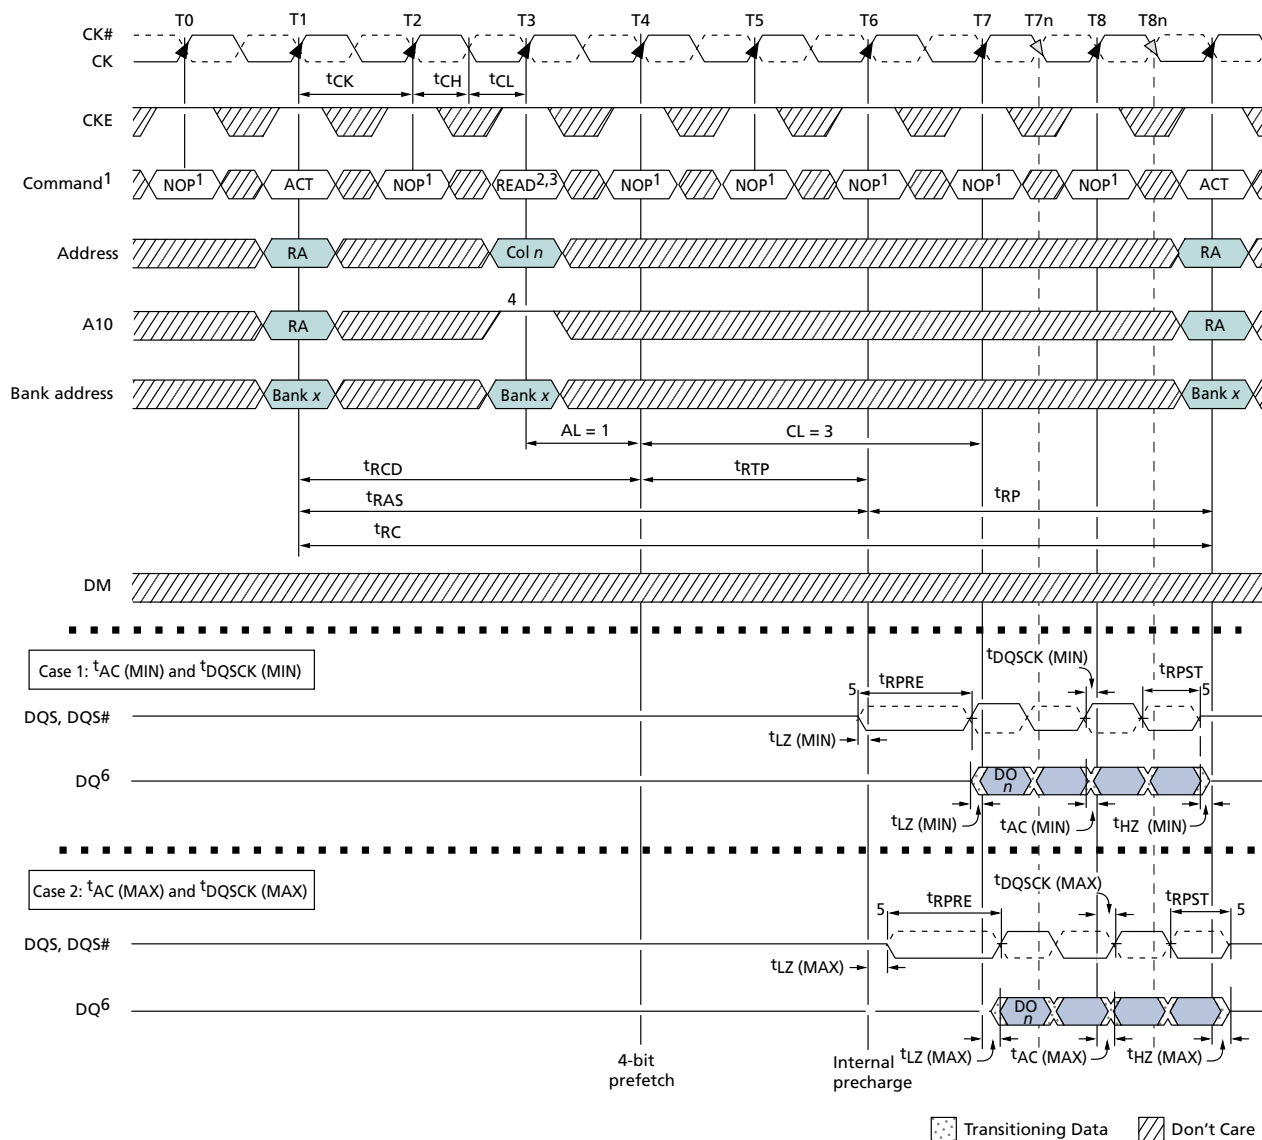 T0 T1 T2 T3 T4 T5 T6 T7 T7n T8 T8n
CK#
CK
tCK tCH tCL
CKE
Command1 NOP1 ACT NOP1 READ2,3 NOP1 NOP1 NOP1 NOP1 NOP1 ACT
Address RA Col n RA
4
A10 RA RA
Bank address Bank x Bank x Bank x
AL = 1 CL = 3
tRCD tRTP
tRAS tRP
tRC
DM
Case 1: tAC (MIN) and tDQSCK (MIN)
tDQSCK (MIN)
5 tRPRE tRPST 5
DQS, DQS#
tLZ (MIN)
DQ6 DO
n
tLZ (MIN) tAC (MIN) tHZ (MIN)
Case 2: tAC (MAX) and tDQSCK (MAX)
tDQSCK (MAX)
5 tRPRE tRPST 5
DQS, DQS#
tLZ (MAX)
DQ6 DO
n
tLZ (MAX) tAC (MAX) tHZ (MAX)
4-bit
prefetch
Internal
precharge
Transitioning Data Don't Care